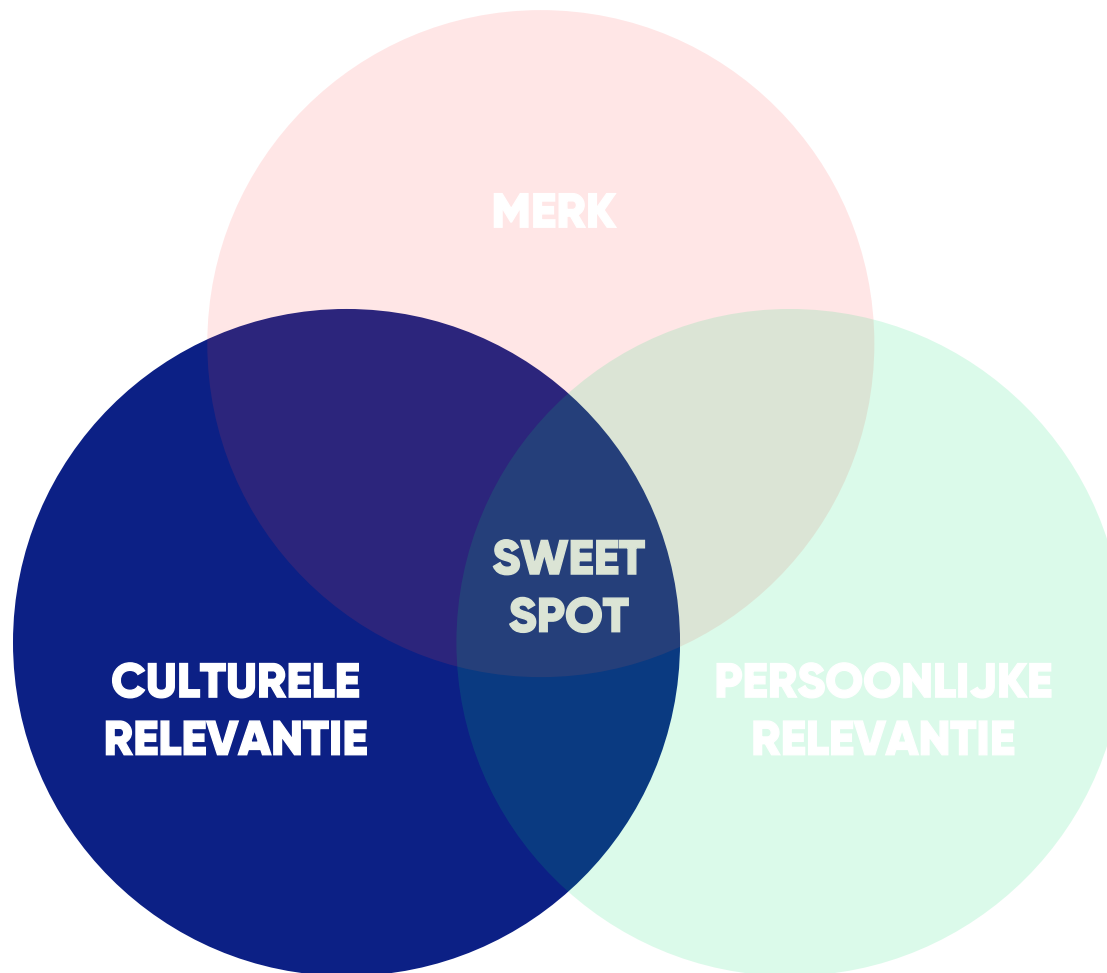 MERK
SWEET
SPOT
CULTURELE
RELEVANTIE
PERSOONLIJKE
RELEVANTIE